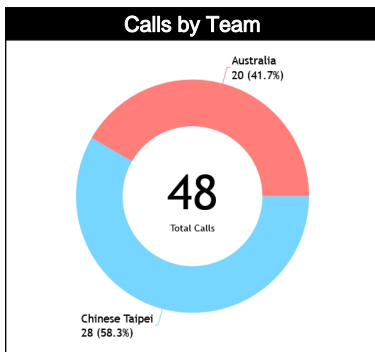 Calls by Team
Australia
20 (41.7%)
48
Total Calls
Chinese Taipei
28 (58.3%)